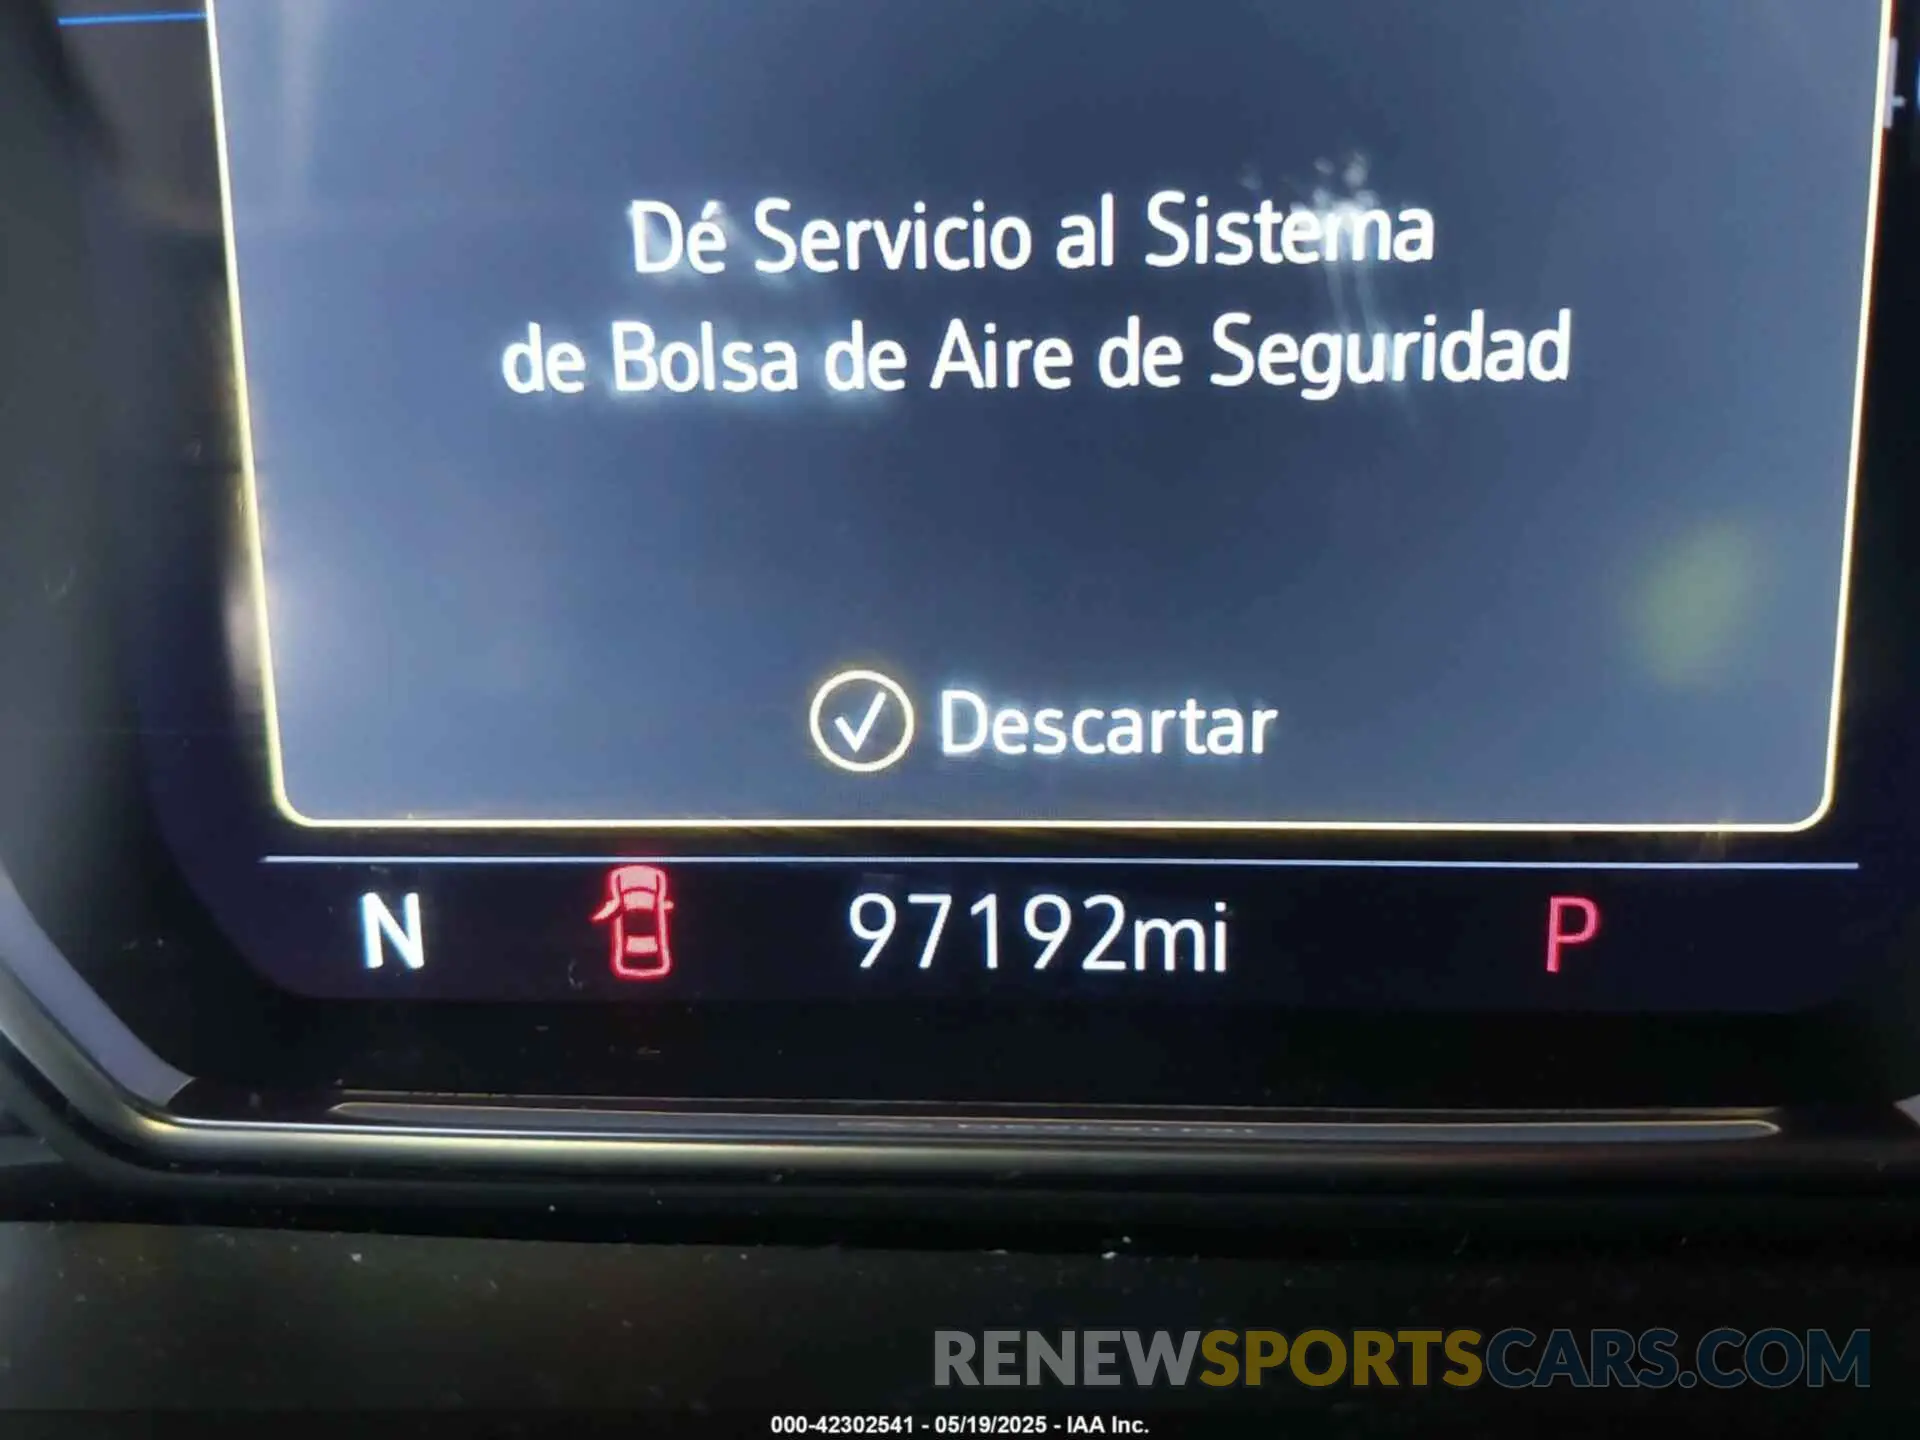 Dé Servicio al Sistema
de Bolsa de Aire de Seguridad
Descartar
N 97192mi P
RENEWSPORTSCARS.COM
000-42302541 - 05/19/2025 - IAA Inc.